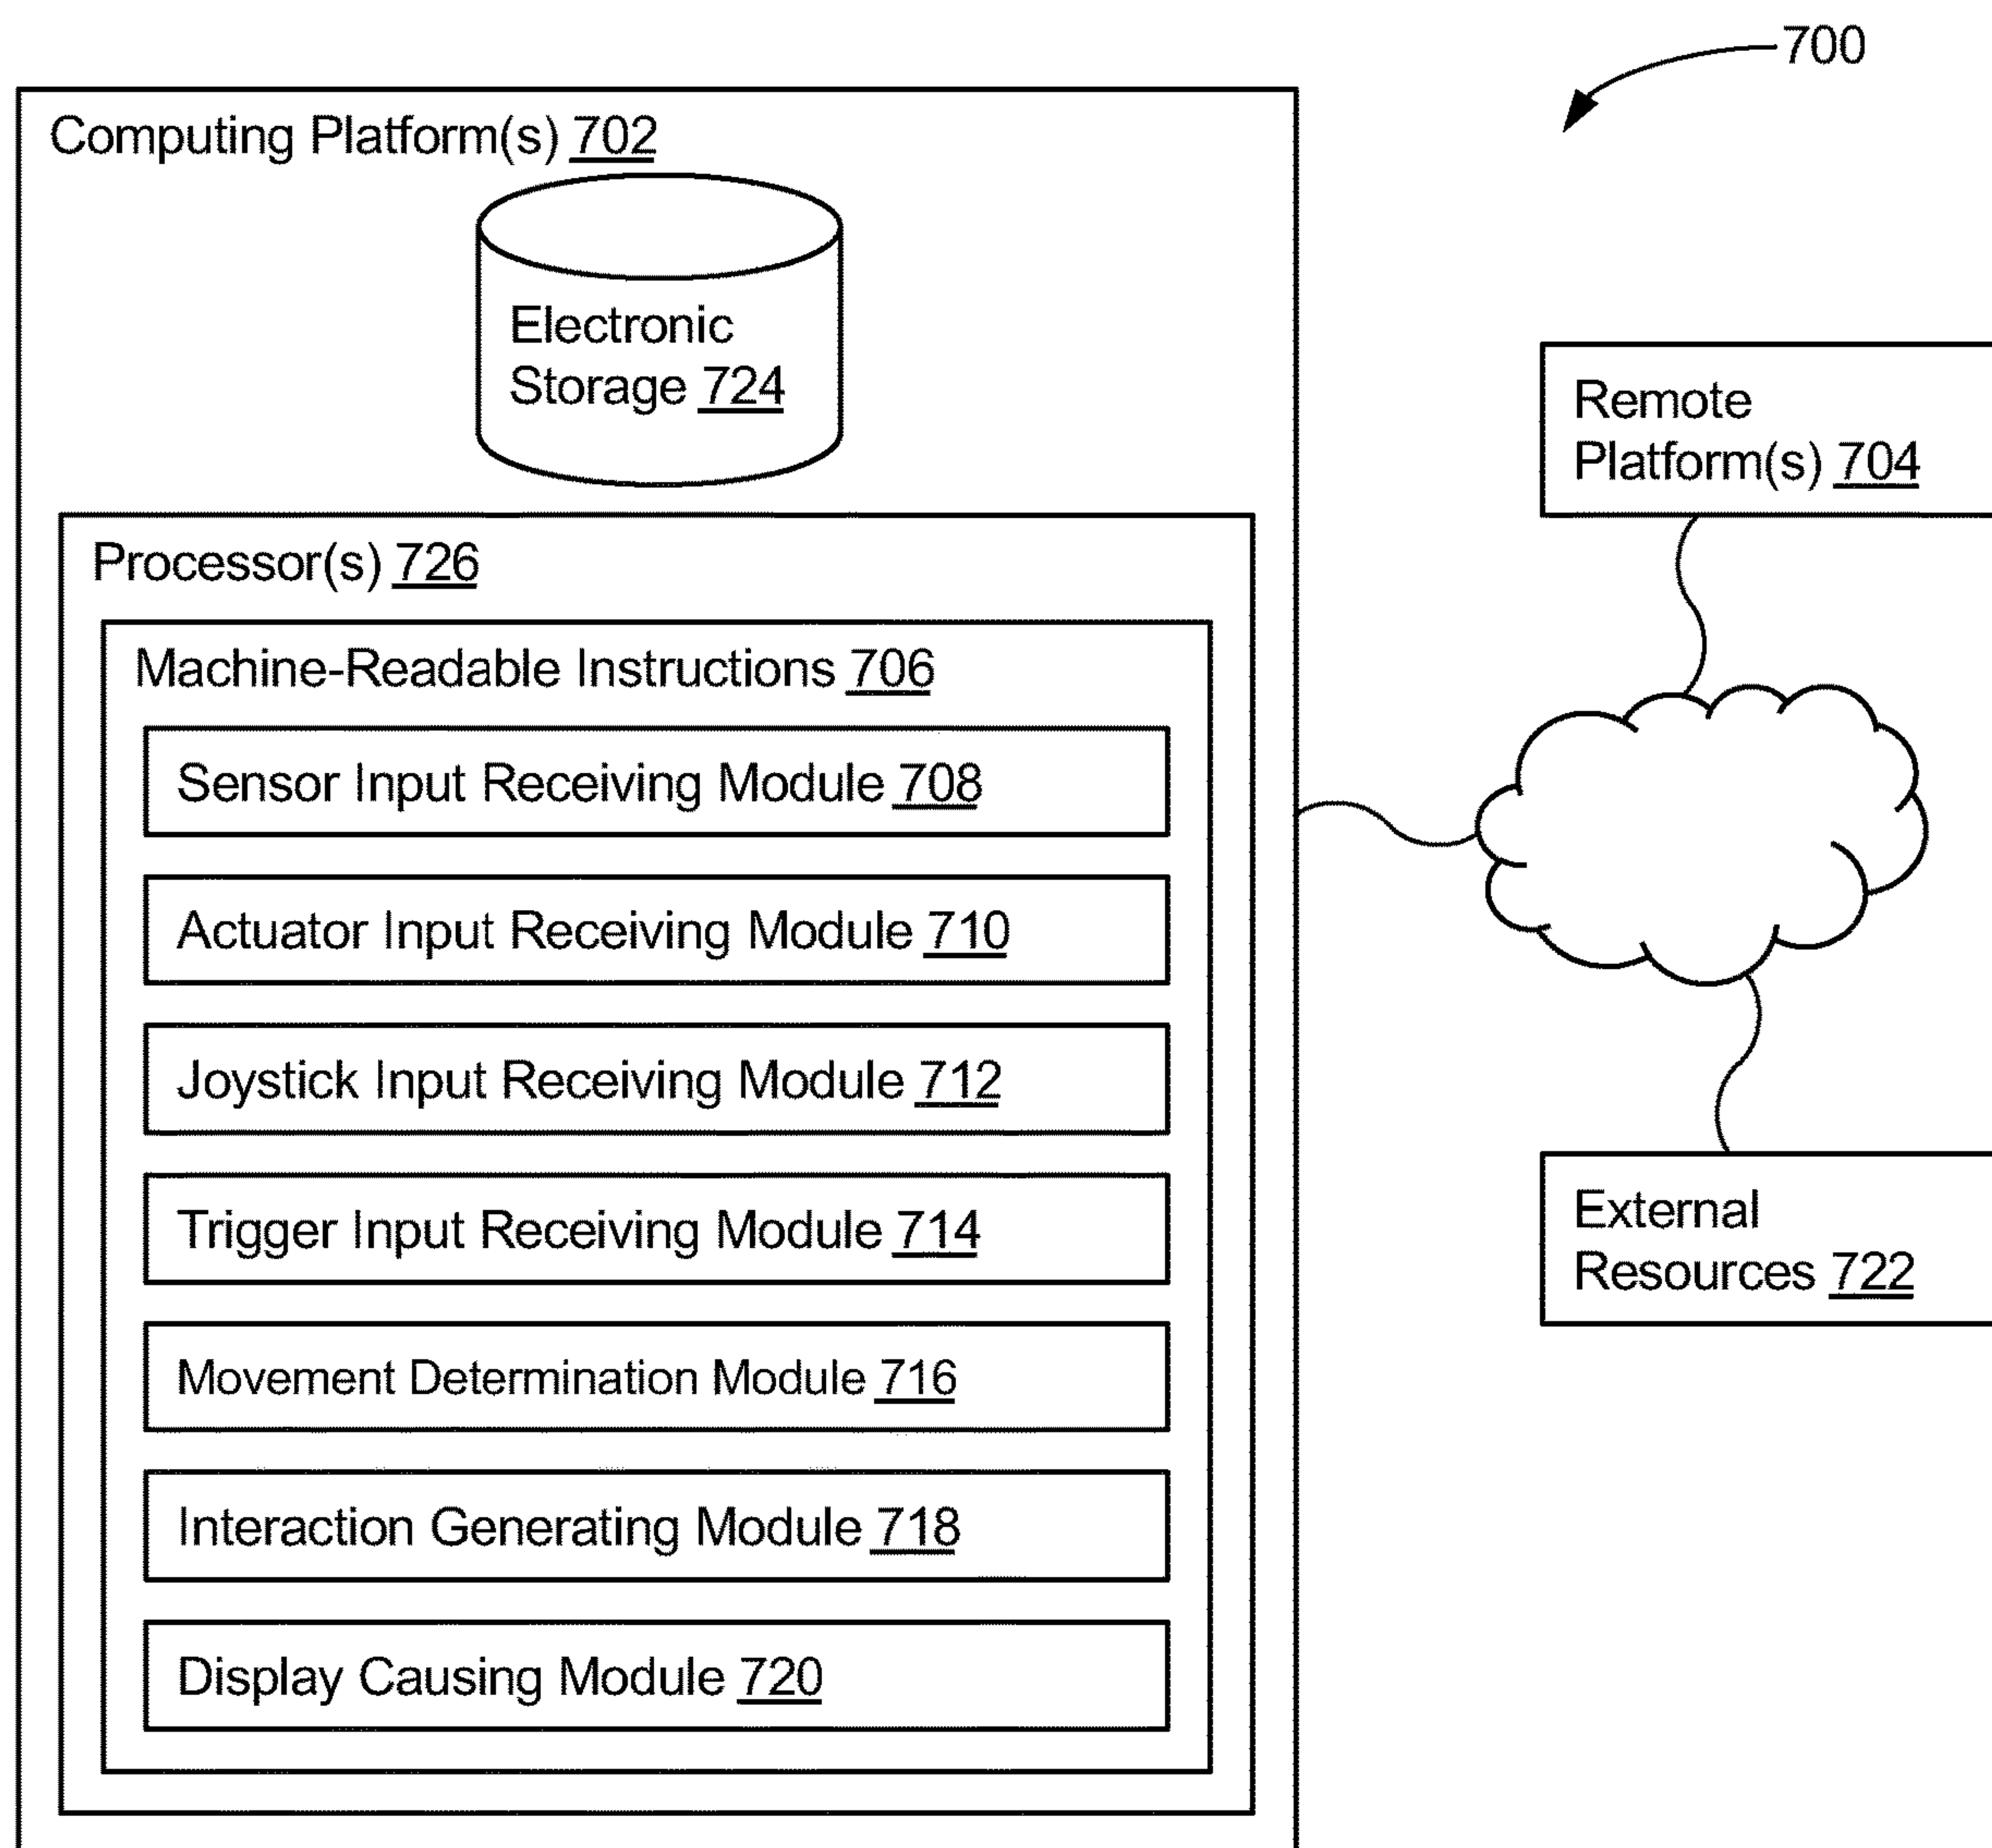 700
Computing Platform(s) 702
Electronic
Storage 724
Remote
Platform(s) 704
Processor(s) 726
Machine-Readable Instructions 706
Sensor Input Receiving Module 708
Actuator Input Receiving Module 710
Joystick Input Receiving Module 712
Trigger Input Receiving Module 714
External
Resources 722
Movement Determination Module 716
Interaction Generating Module 718
Display Causing Module 720